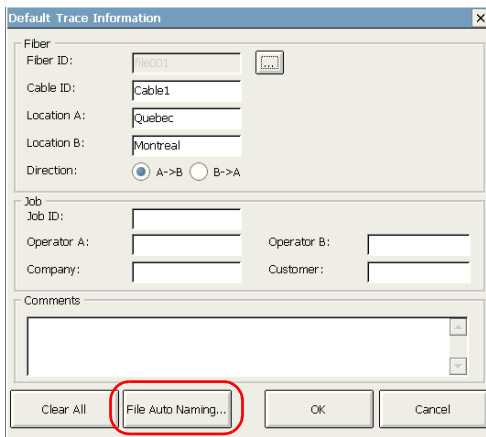 Default Trace Information
Fiber
Fiber ID: file001 ...
Cable ID: Cable1
Location A: Quebec
Location B: Montreal
Direction: A->B B->A
Job
Job ID:
Operator A: Operator B:
Company: Customer:
Comments
Clear All File Auto Naming... OK Cancel